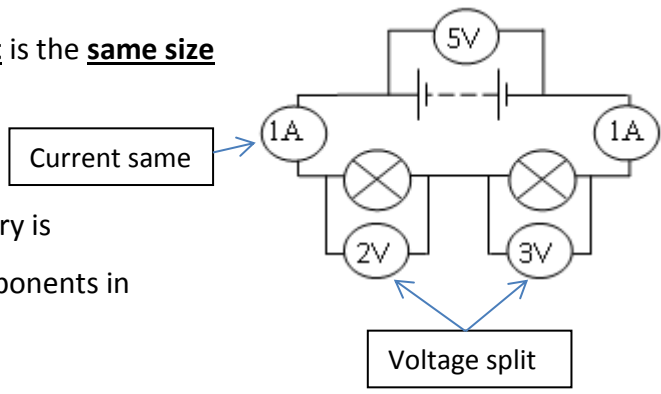 is the same size
5V
1A
1A
Current same
ry is
2V
3V
ponents in
Voltage split